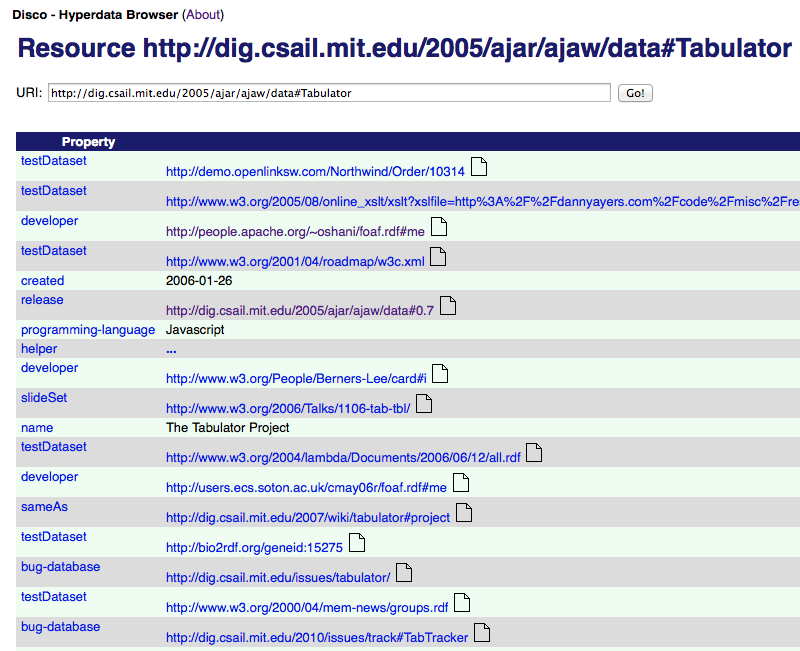 Disco - Hyperdata Browser (About)
Resource http://dig.csail.mit.edu/2005/ajar/ajaw/data#Tabulator
URI: http://dig.csail.mit.edu/2005/ajar/ajaw/data#Tabulator Go!
Property
testDataset http://demo.openlinksw.com/Northwind/Order/10314
testDataset http://www.w3.org/2005/08/online_xslt/xslt?xslfile=http%3A%2F%2Fdannyayers.com%2Fcode%2Fmisc%2Fres
developer http://people.apache.org/~oshani/foaf.rdf#me
testDataset http://www.w3.org/2001/04/roadmap/w3c.xml
created 2006-01-26
release http://dig.csail.mit.edu/2005/ajar/ajaw/data#0.7
programming-language Javascript
helper ...
developer http://www.w3.org/People/Berners-Lee/card#i
slideSet http://www.w3.org/2006/Talks/1106-tab-tbl/
name The Tabulator Project
testDataset http://www.w3.org/2004/lambda/Documents/2006/06/12/all.rdf
developer http://users.ecs.soton.ac.uk/cmay06r/foaf.rdf#me
sameAs http://dig.csail.mit.edu/2007/wiki/tabulator#project
testDataset http://bio2rdf.org/geneid:15275
bug-database http://dig.csail.mit.edu/issues/tabulator/
testDataset http://www.w3.org/2000/04/mem-news/groups.rdf
bug-database http://dig.csail.mit.edu/2010/issues/track#TabTracker